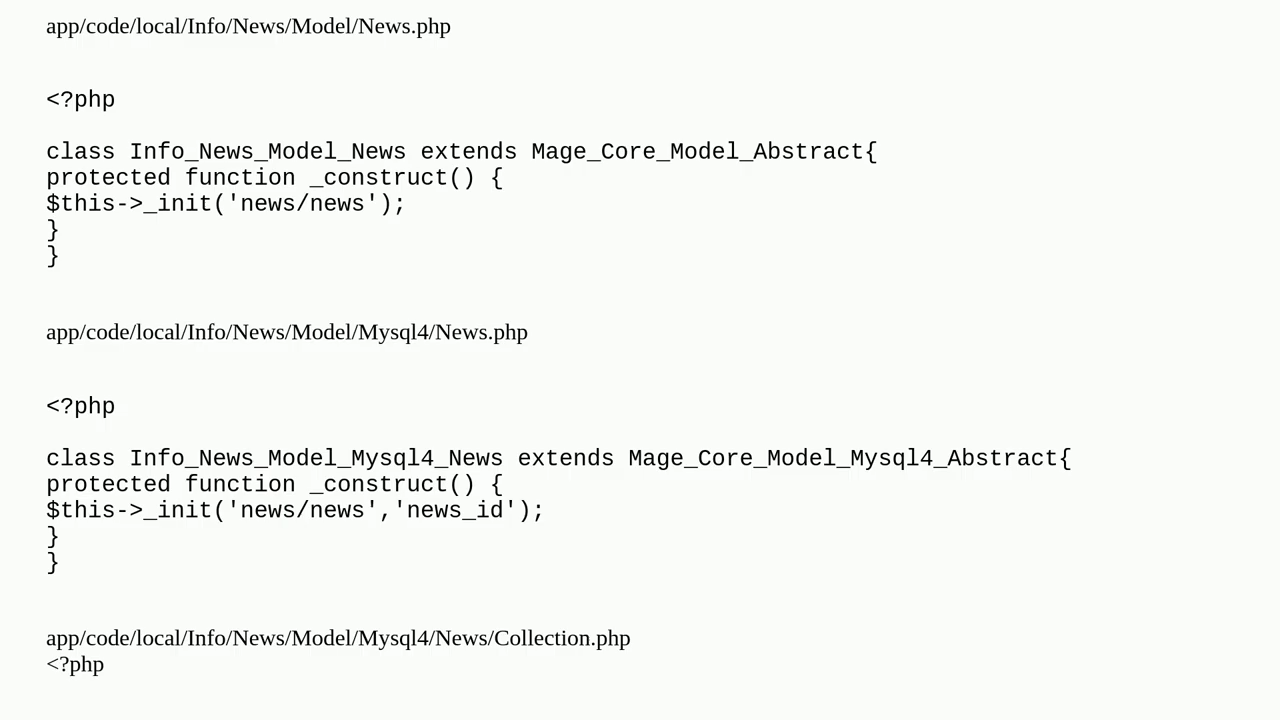 app/code/local/Info/News/Model/News.php
<?php
class Info_News_Model_News extends Mage_Core_Model_Abstract{
protected function _construct() {
$this->_init('news/news');
}
}
app/code/local/Info/News/Model/Mysql4/News.php
<?php
class Info_News_Model_Mysql4_News extends Mage_Core_Model_Mysql4_Abstract{
protected function _construct() {
$this->_init('news/news','news_id');
}
}
app/code/local/Info/News/Model/Mysql4/News/Collection.php
<?php